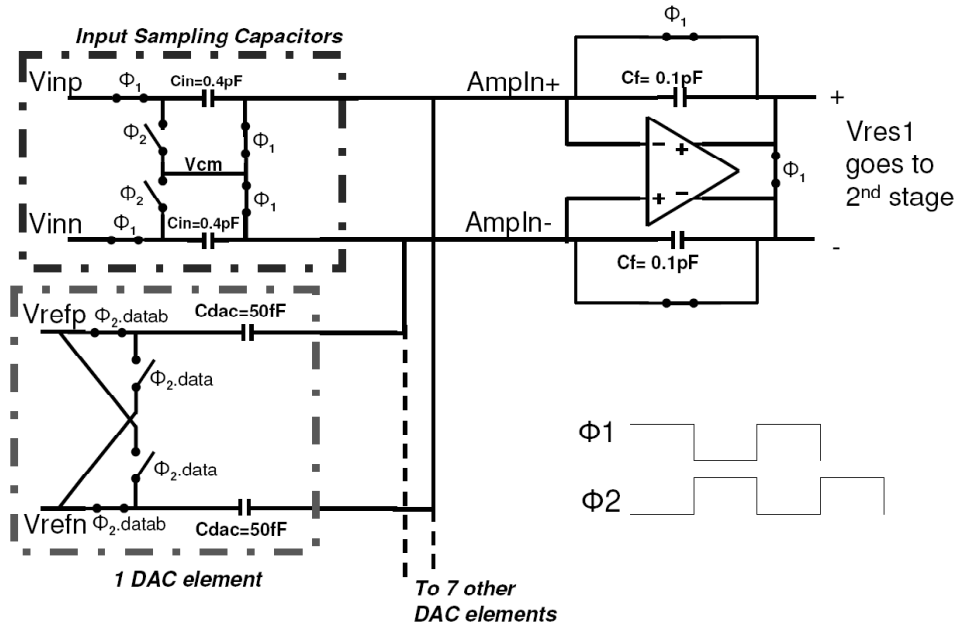 Input Sampling Capacitors
Vinp
Φ1
Cin=0.4pF
Φ2
Φ1
Vcm
Φ2
Φ1
Vinn
Φ1
Cin=0.4pF
AmpIn+
AmpIn-
Φ1
Cf= 0.1pF
- +
+ -
Φ1
Cf= 0.1pF
+
Vres1
goes to
2nd stage
-
Vrefp
Φ2.datab
Cdac=50fF
Φ2.data
Φ2.data
Vrefn
Φ2.datab
Cdac=50fF
1 DAC element
To 7 other
DAC elements
Φ1
Φ2